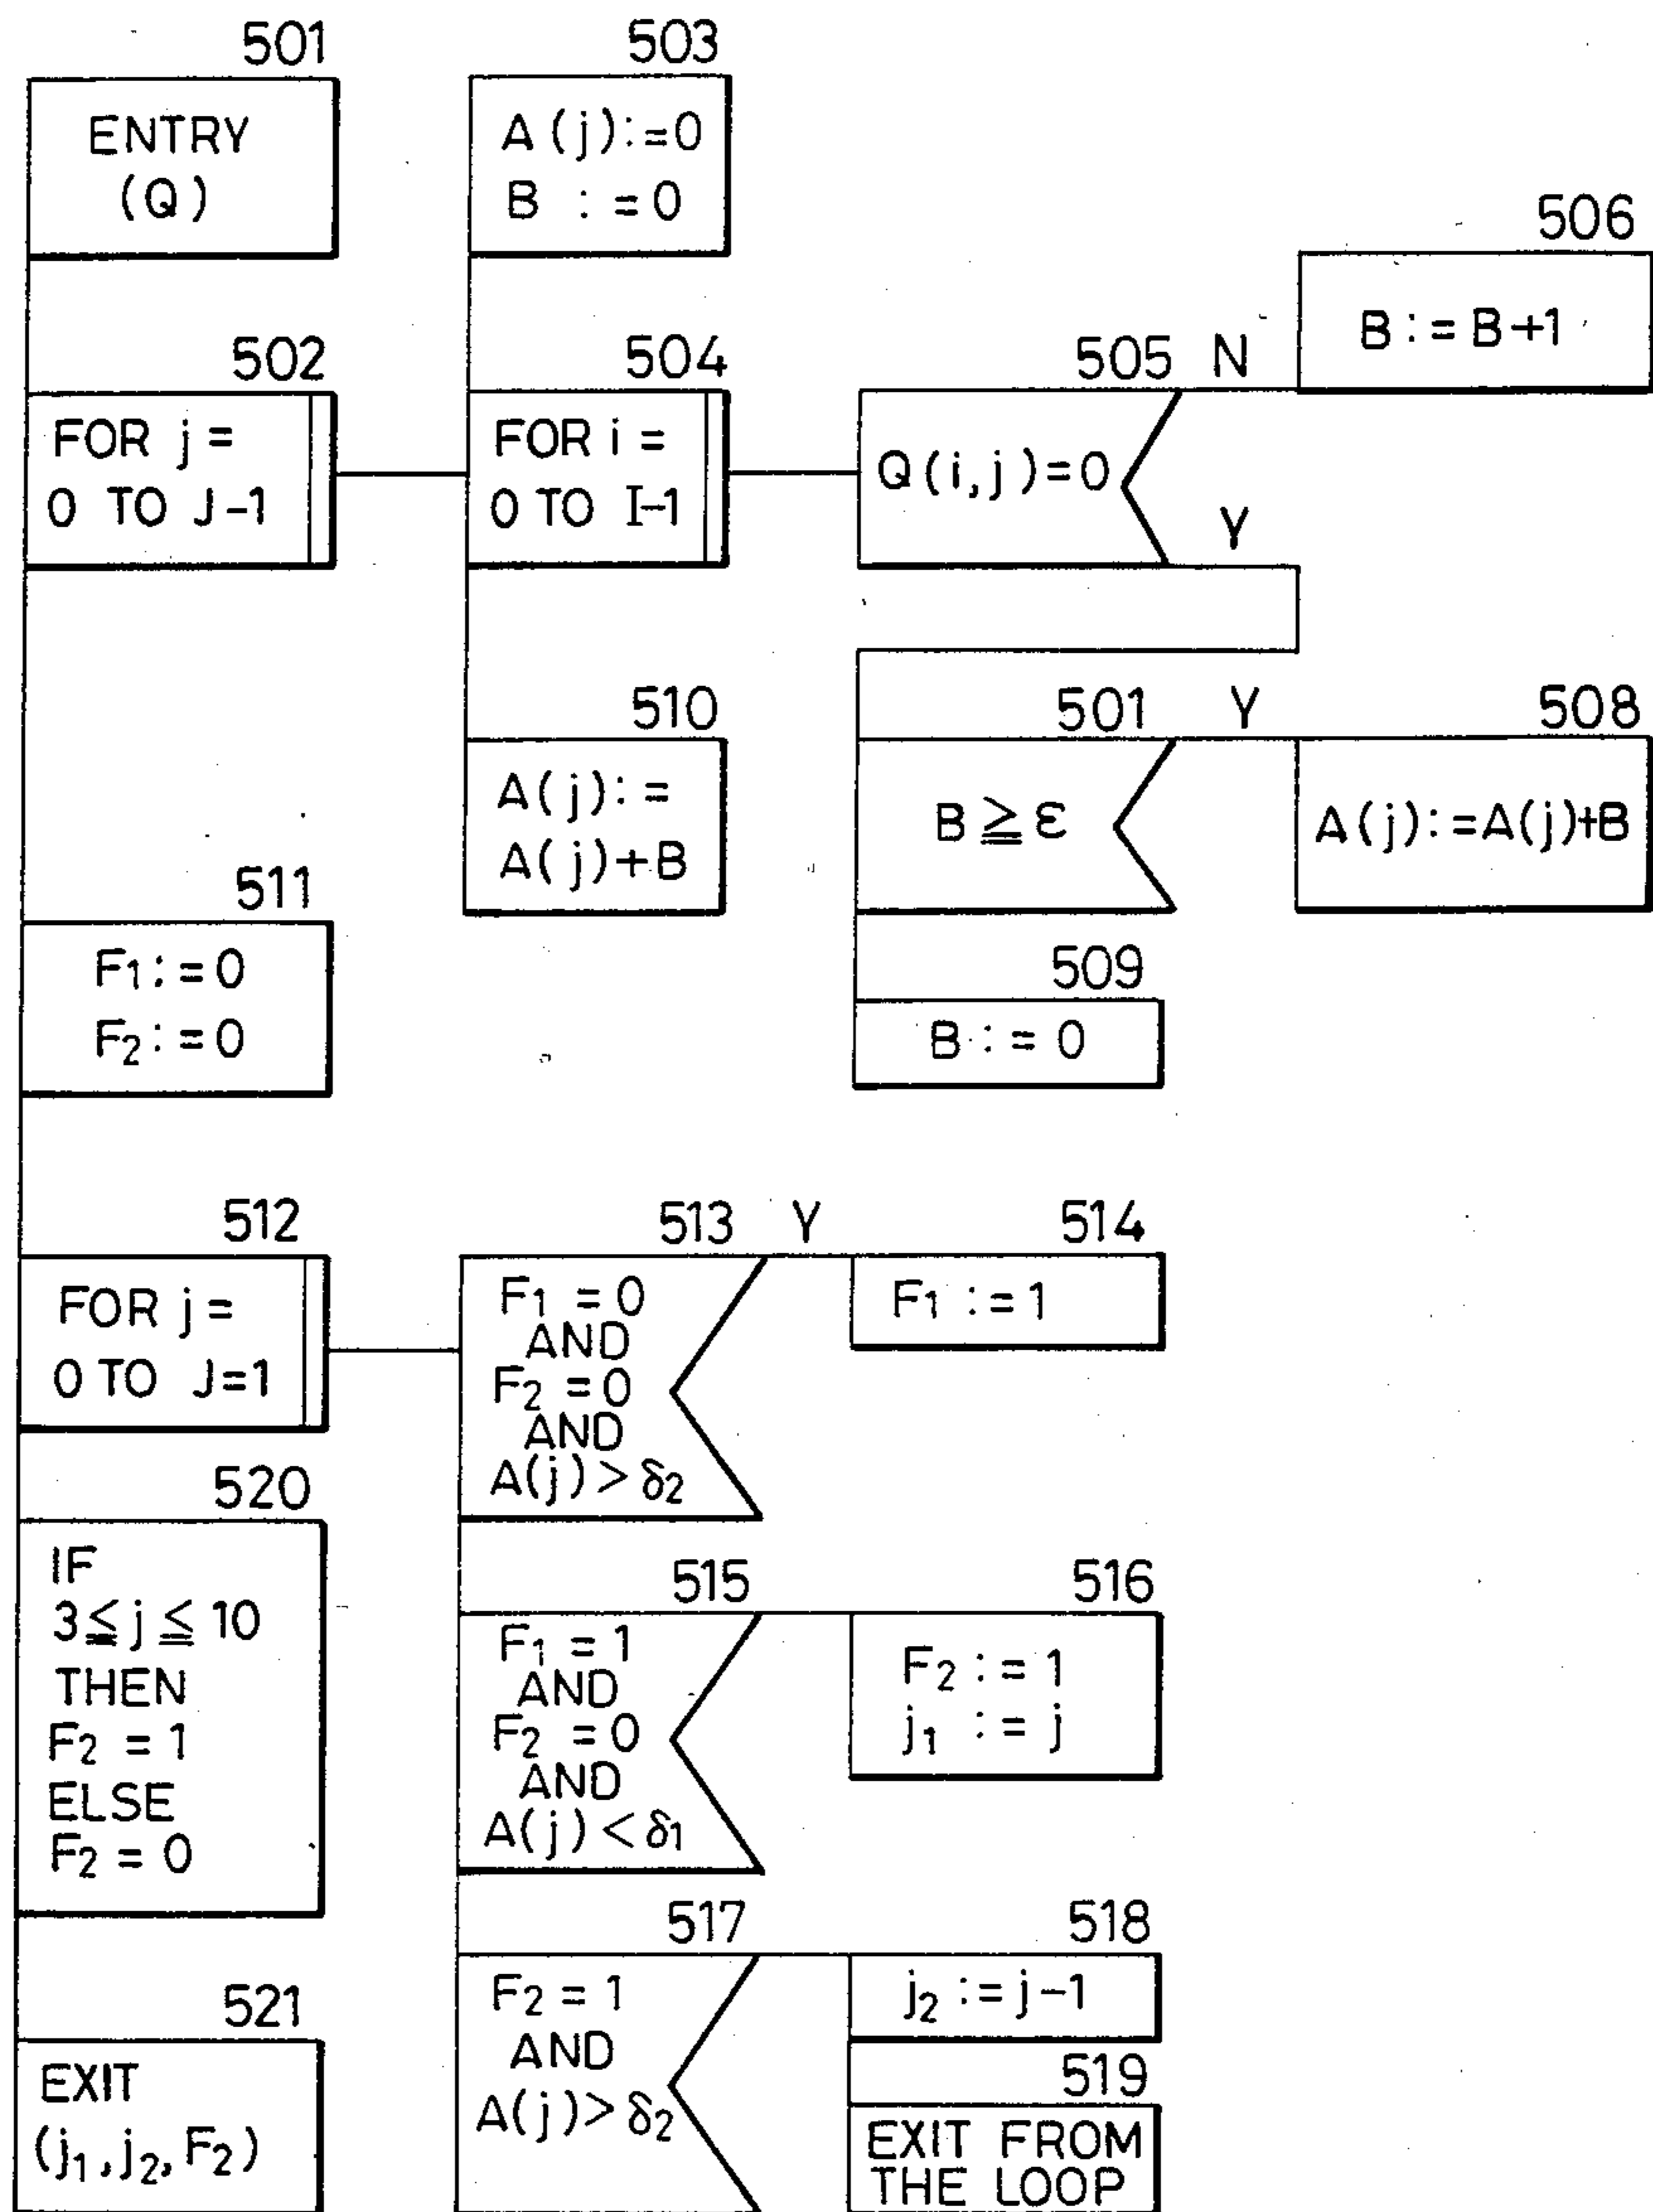 501
ENTRY
(Q)
503
A(j):=0
B :=0
506
B:=B+1
502
FOR j=
0 TO J-1
504
FOR i=
0 TO I-1
505 N
Q(i,j)=0
Y
510
A(j):=
A(j)+B
501 Y
B ≧ ε
508
A(j):=A(j)+B
509
B:=0
511
F1:=0
F2:=0
512
FOR j=
0 TO J=1
513 Y
F1 =0
AND
F2 =0
AND
A(j)>δ2
514
F1 :=1
515
F1 = 1
AND
F2 =0
AND
A(j)<δ1
516
F2 :=1
j1 :=j
517
F2 = 1
AND
A(j)>δ2
518
j2 :=j-1
519
EXIT FROM
THE LOOP
520
IF
3≦j≦10
THEN
F2 = 1
ELSE
F2 = 0
521
EXIT
(j1,j2,F2)